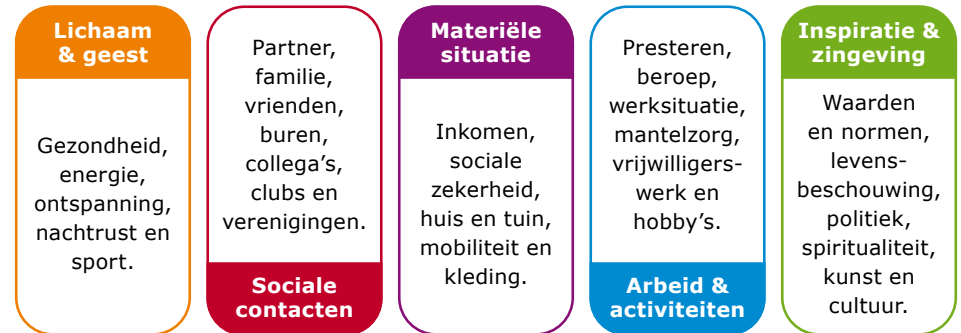 Lichaam
& geest
Gezondheid,
energie,
ontspanning,
nachtrust en
sport.
Partner,
familie,
vrienden,
buren,
collega’s,
clubs en
verenigingen.
Sociale
contacten
Materiële
situatie
Inkomen,
sociale
zekerheid,
huis en tuin,
mobiliteit en
kleding.
Presteren,
beroep,
werksituatie,
mantelzorg,
vrijwilligers-
werk en
hobby’s.
Arbeid &
activiteiten
Inspiratie &
zingeving
Waarden
en normen,
levens-
beschouwing,
politiek,
spiritualiteit,
kunst en
cultuur.